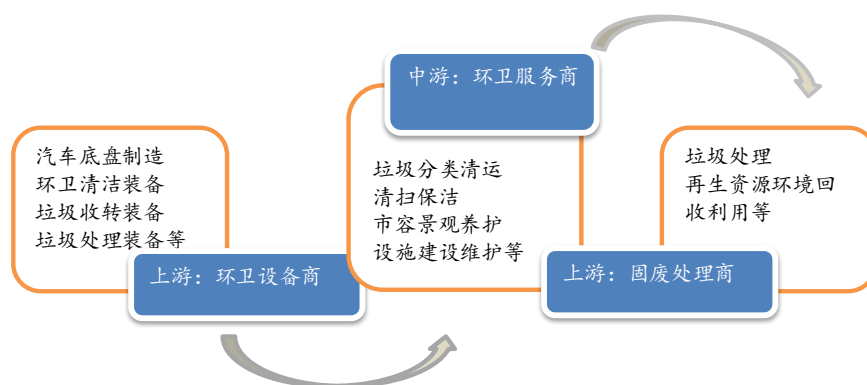 汽车底盘制造
环卫清洁装备
垃圾收转装备
垃圾处理装备等
上游：环卫设备商
中游：环卫服务商
垃圾分类清运
清扫保洁
市容景观养护
设施建设维护等
垃圾处理
再生资源环境回
收利用等
上游：固废处理商